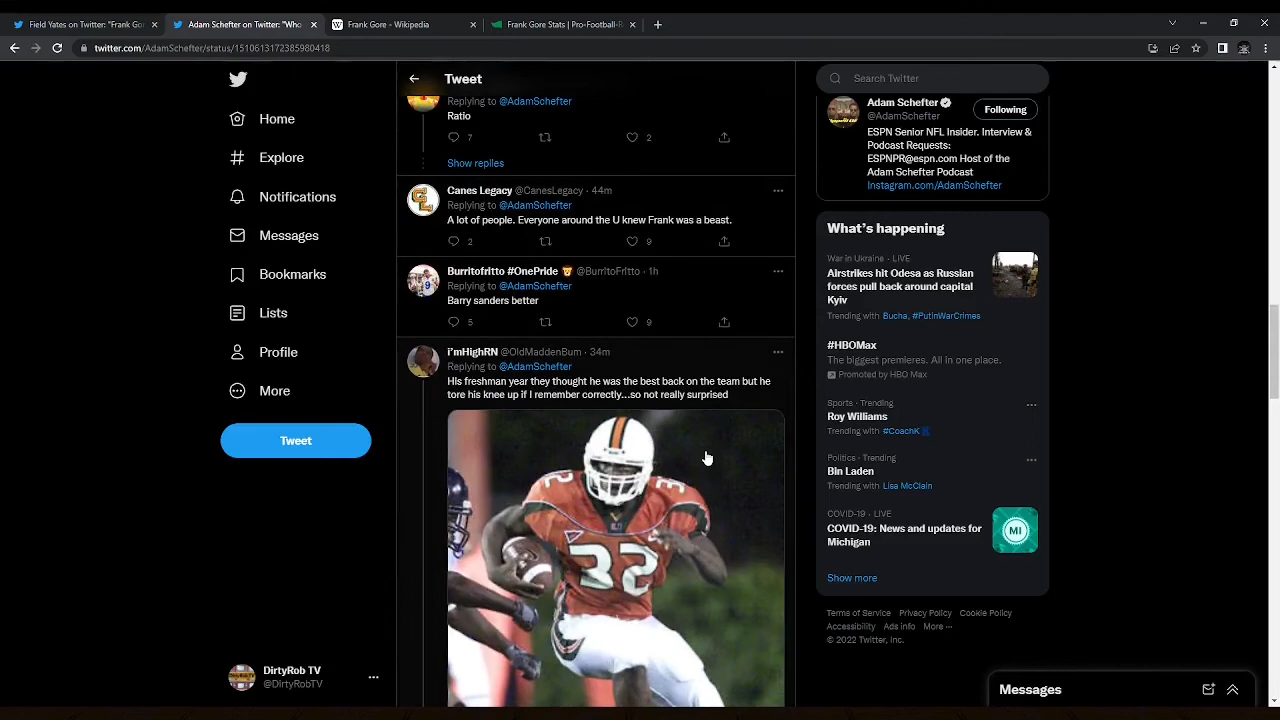 Field Yates on Twitter: "Frank Gor
Adam Schefter on Twitter: "Who
Frank Gore - Wikipedia
Frank Gore Stats | Pro-Football-R
twitter.com/AdamSchefter/status/1510613172385980418
Home
Explore
Notifications
Messages
Bookmarks
Lists
Profile
More
Tweet
DirtyRob TV
@DirtyRobTV
Tweet
Replying to @AdamSchefter
Ratio
7
2
Show replies
Canes Legacy @CanesLegacy · 44m
Replying to @AdamSchefter
A lot of people. Everyone around the U knew Frank was a beast.
2
9
Burritofritto #OnePride 🦁 @BurritoFritto · 1h
Replying to @AdamSchefter
Barry sanders better
5
9
i'mHighRN @OldMaddenBum · 34m
Replying to @AdamSchefter
His freshman year they thought he was the best back on the team but he
tore his knee up if I remember correctly...so not really surprised
32
32
Search Twitter
Adam Schefter
@AdamSchefter
Following
ESPN Senior NFL Insider. Interview &
Podcast Requests:
ESPNPR@espn.com Host of the
Adam Schefter Podcast
Instagram.com/AdamSchefter
What's happening
War in Ukraine · LIVE
Airstrikes hit Odesa as Russian
forces pull back around capital
Kyiv
Trending with Bucha, #PutinWarCrimes
#HBOMax
The biggest premieres. All in one place.
Promoted by HBO Max
Sports · Trending
Roy Williams
Trending with #CoachK
Politics · Trending
Bin Laden
Trending with Lisa McClain
COVID-19 · LIVE
COVID-19: News and updates for
Michigan
MI
Show more
Terms of Service Privacy Policy Cookie Policy
Accessibility Ads info More ···
© 2022 Twitter, Inc.
Messages